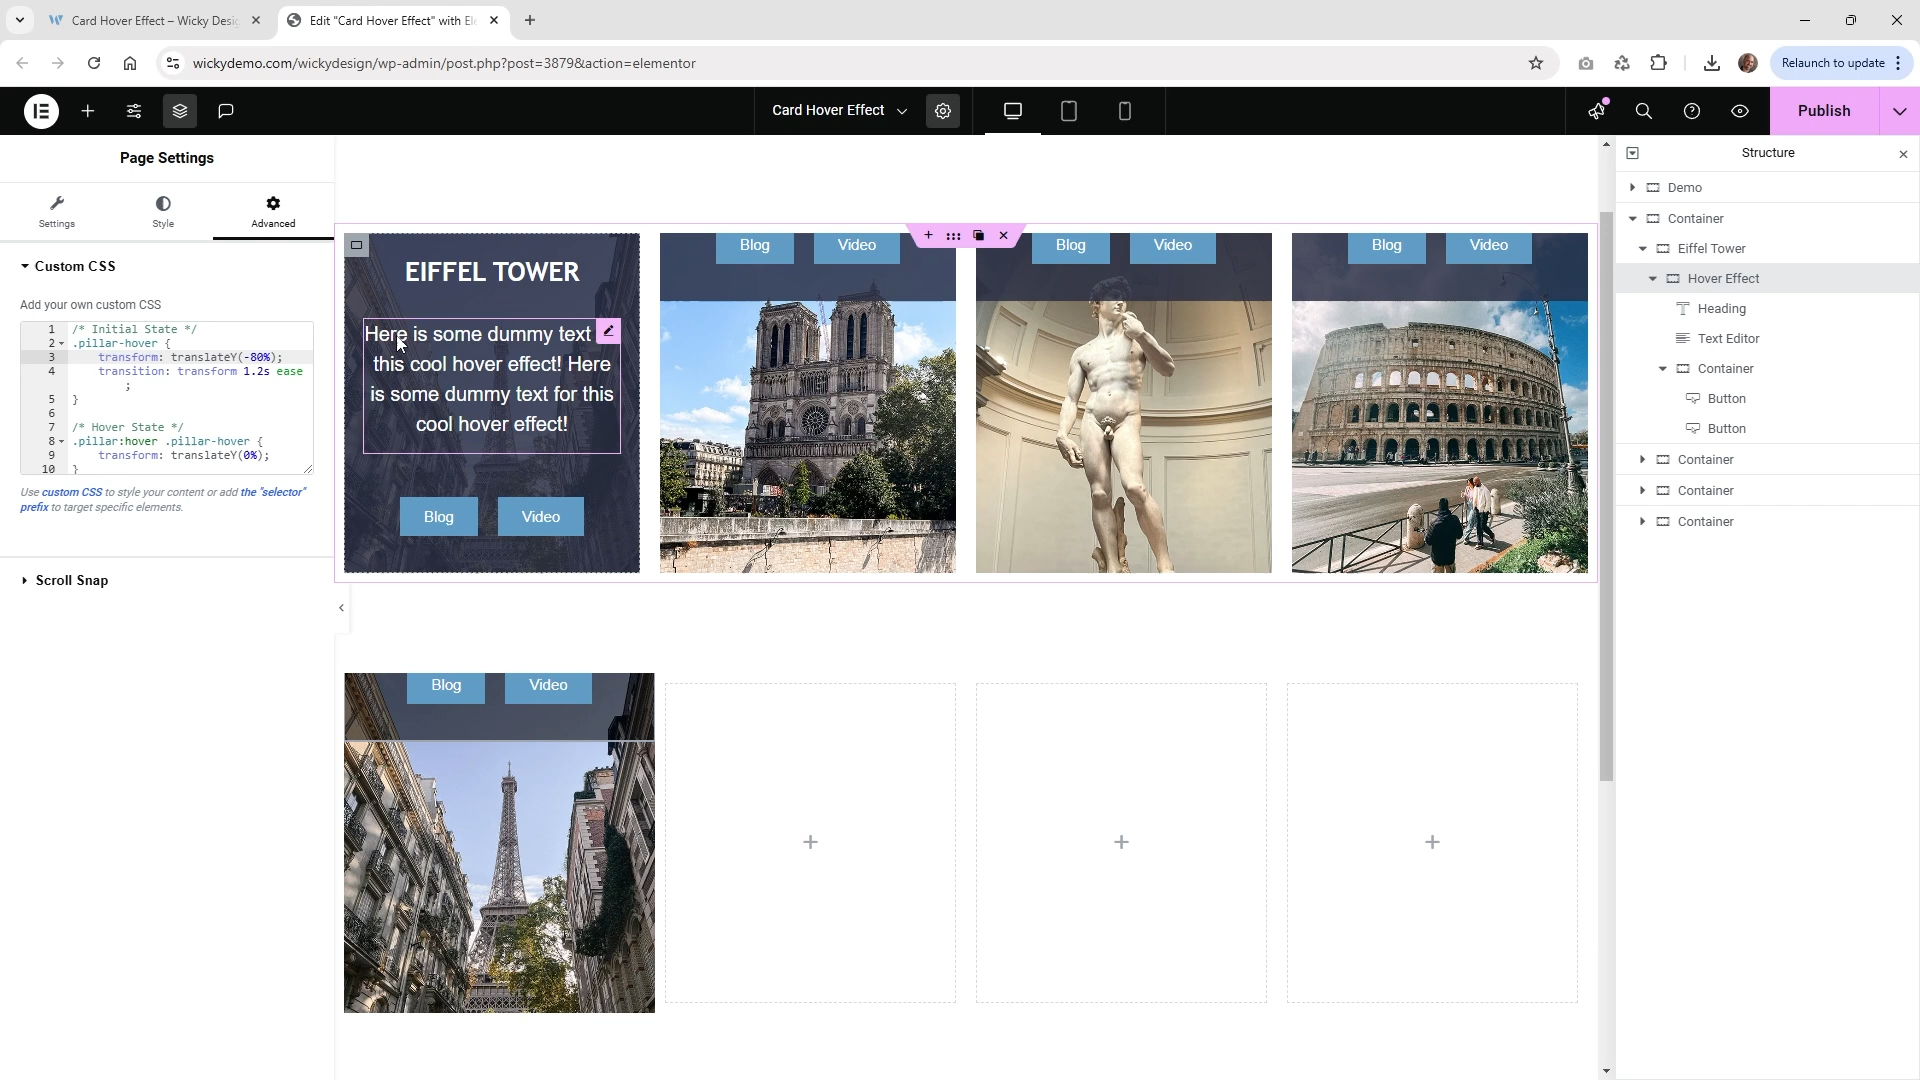 Card Hover Effect – Wicky Desi
Edit "Card Hover Effect" with Ele
wickydemo.com/wickydesign/wp-admin/post.php?post=3879&action=elementor
Relaunch to update
Card Hover Effect
Publish
Page Settings
Settings
Style
Advanced
Custom CSS
Add your own custom CSS
1 /* Initial State */
2 .pillar-hover {
3 transform: translateY(-80%);
4 transition: transform 1.2s ease
;
5 }
6
7 /* Hover State */
8 .pillar:hover .pillar-hover {
9 transform: translateY(0%);
10 }
Use custom CSS to style your content or add the "selector"
prefix to target specific elements.
Scroll Snap
EIFFEL TOWER
Here is some dummy text
this cool hover effect! Here
is some dummy text for this
cool hover effect!
Blog
Video
Blog
Video
Blog
Video
Blog
Video
Blog
Video
Structure
Demo
Container
Eiffel Tower
Hover Effect
Heading
Text Editor
Container
Button
Button
Container
Container
Container